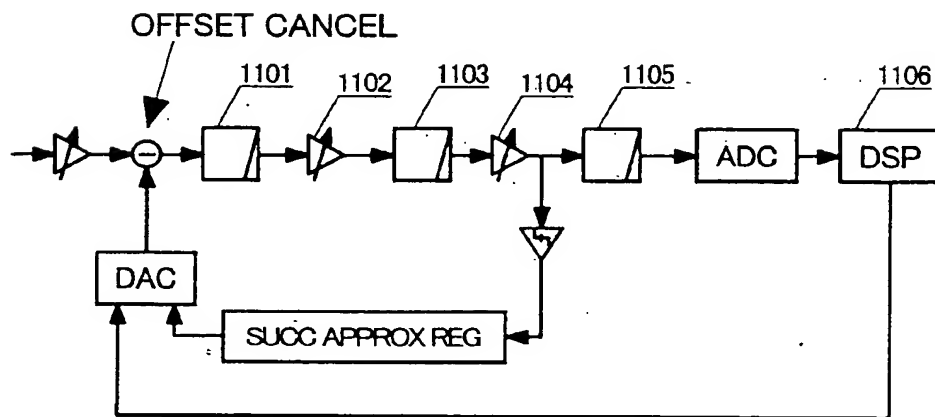 OFFSET CANCEL
1101
1102
1103
1104
1105
1106
ADC
DSP
DAC
SUCC APPROX REG